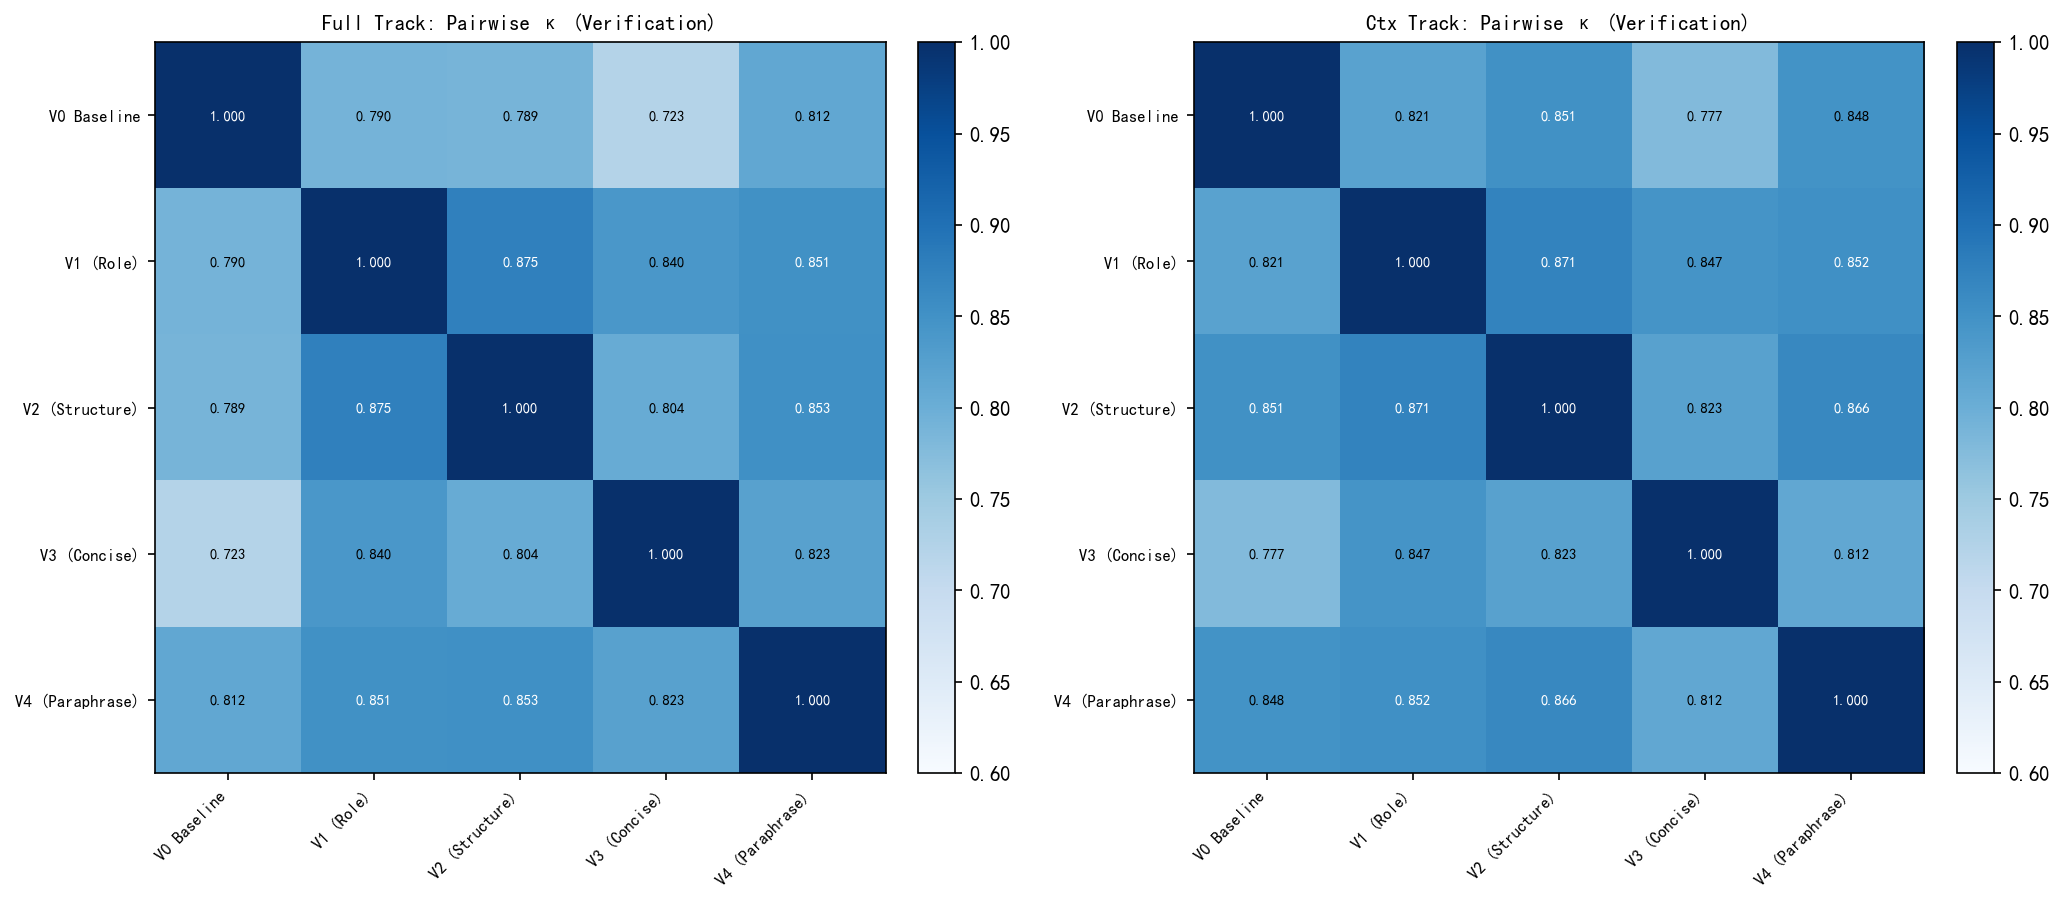 Full Track: Pairwise κ (Verification)
V0 Baseline 1.000 0.790 0.789 0.723 0.812
V1 (Role) 0.790 1.000 0.875 0.840 0.851
V2 (Structure) 0.789 0.875 1.000 0.804 0.853
V3 (Concise) 0.723 0.840 0.804 1.000 0.823
V4 (Paraphrase) 0.812 0.851 0.853 0.823 1.000
V0 Baseline V1 (Role) V2 (Structure) V3 (Concise) V4 (Paraphrase)
1.00
0.95
0.90
0.85
0.80
0.75
0.70
0.65
0.60
Ctx Track: Pairwise κ (Verification)
V0 Baseline 1.000 0.821 0.851 0.777 0.848
V1 (Role) 0.821 1.000 0.871 0.847 0.852
V2 (Structure) 0.851 0.871 1.000 0.823 0.866
V3 (Concise) 0.777 0.847 0.823 1.000 0.812
V4 (Paraphrase) 0.848 0.852 0.866 0.812 1.000
V0 Baseline V1 (Role) V2 (Structure) V3 (Concise) V4 (Paraphrase)
1.00
0.95
0.90
0.85
0.80
0.75
0.70
0.65
0.60